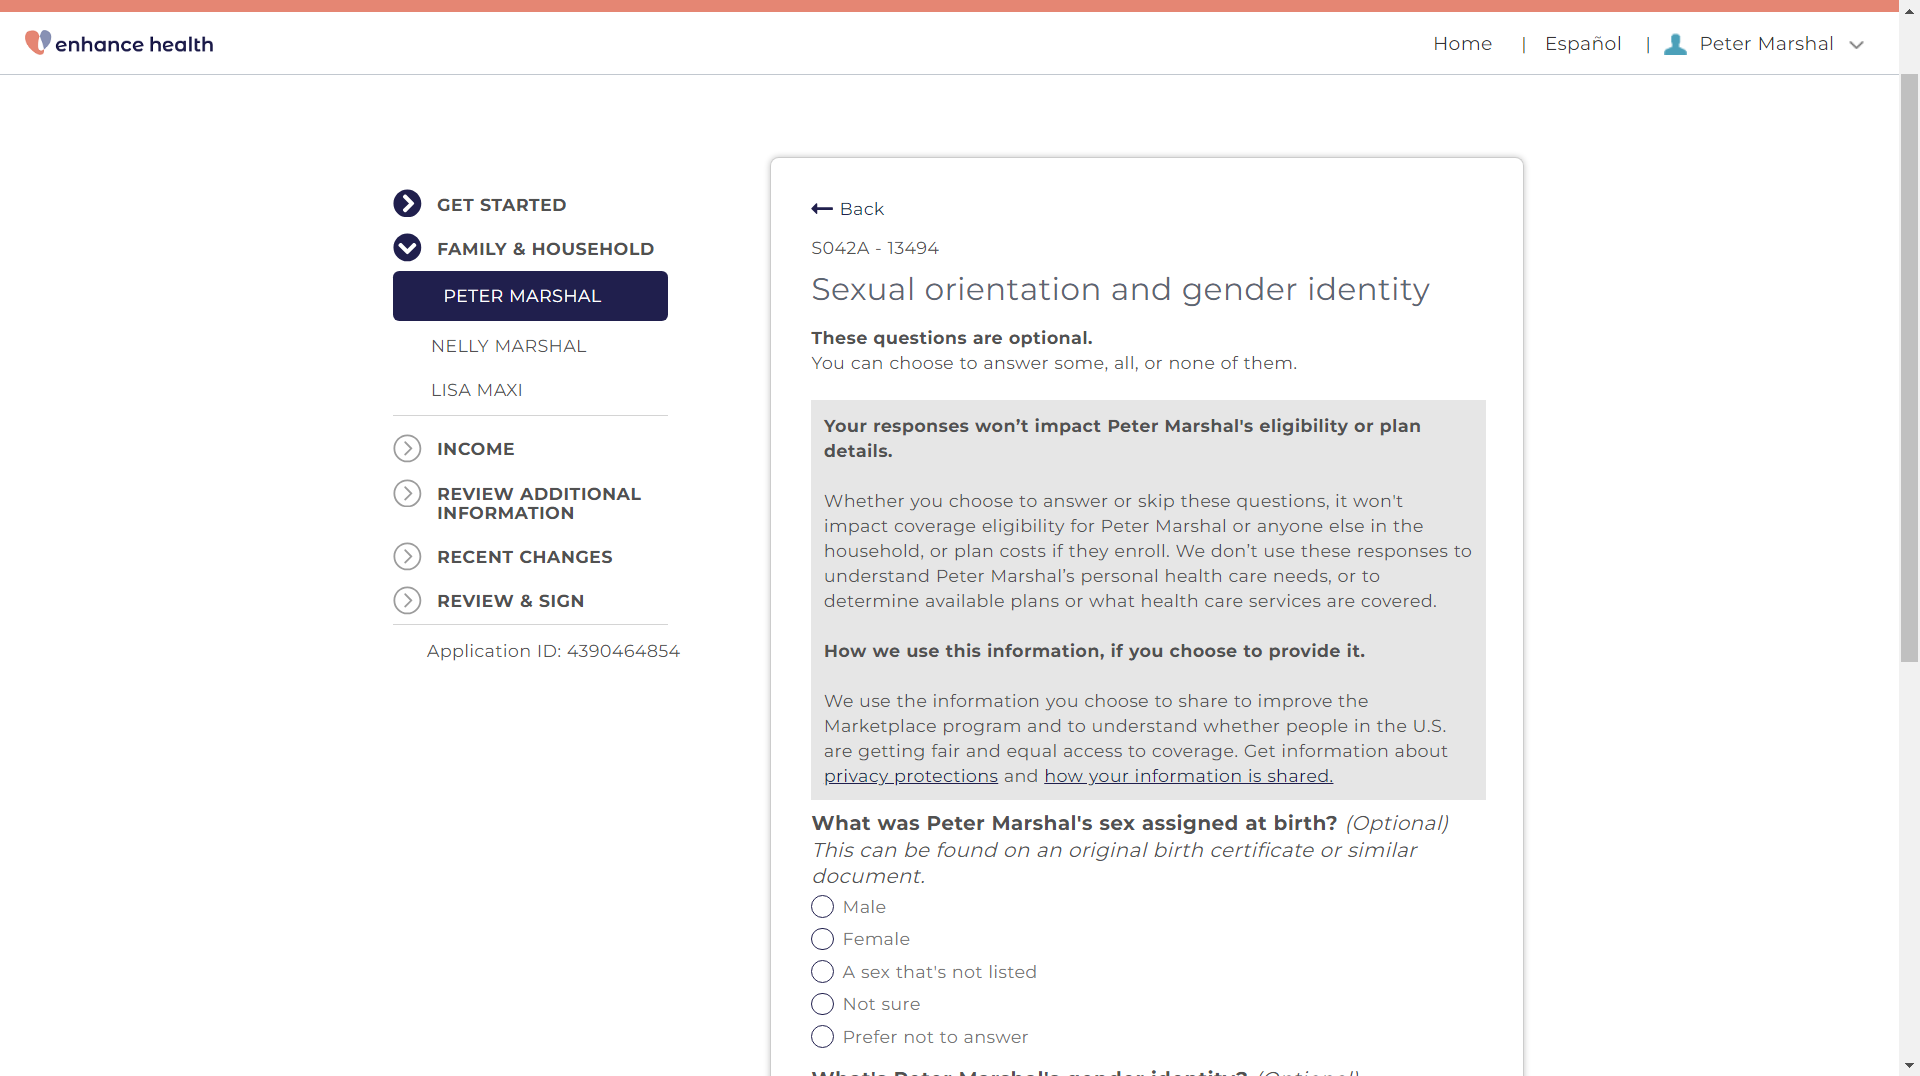 enhance health
Home | Español | Peter Marshal
GET STARTED
FAMILY & HOUSEHOLD
PETER MARSHAL
NELLY MARSHAL
LISA MAXI
INCOME
REVIEW ADDITIONAL
INFORMATION
RECENT CHANGES
REVIEW & SIGN
Application ID: 4390464854
Back
S042A - 13494
Sexual orientation and gender identity
These questions are optional.
You can choose to answer some, all, or none of them.
Your responses won’t impact Peter Marshal's eligibility or plan
details.
Whether you choose to answer or skip these questions, it won't
impact coverage eligibility for Peter Marshal or anyone else in the
household, or plan costs if they enroll. We don’t use these responses to
understand Peter Marshal’s personal health care needs, or to
determine available plans or what health care services are covered.
How we use this information, if you choose to provide it.
We use the information you choose to share to improve the
Marketplace program and to understand whether people in the U.S.
are getting fair and equal access to coverage. Get information about
privacy protections and how your information is shared.
What was Peter Marshal's sex assigned at birth? (Optional)
This can be found on an original birth certificate or similar
document.
Male
Female
A sex that's not listed
Not sure
Prefer not to answer
What's Peter Marshal's gender identity? (Optional)